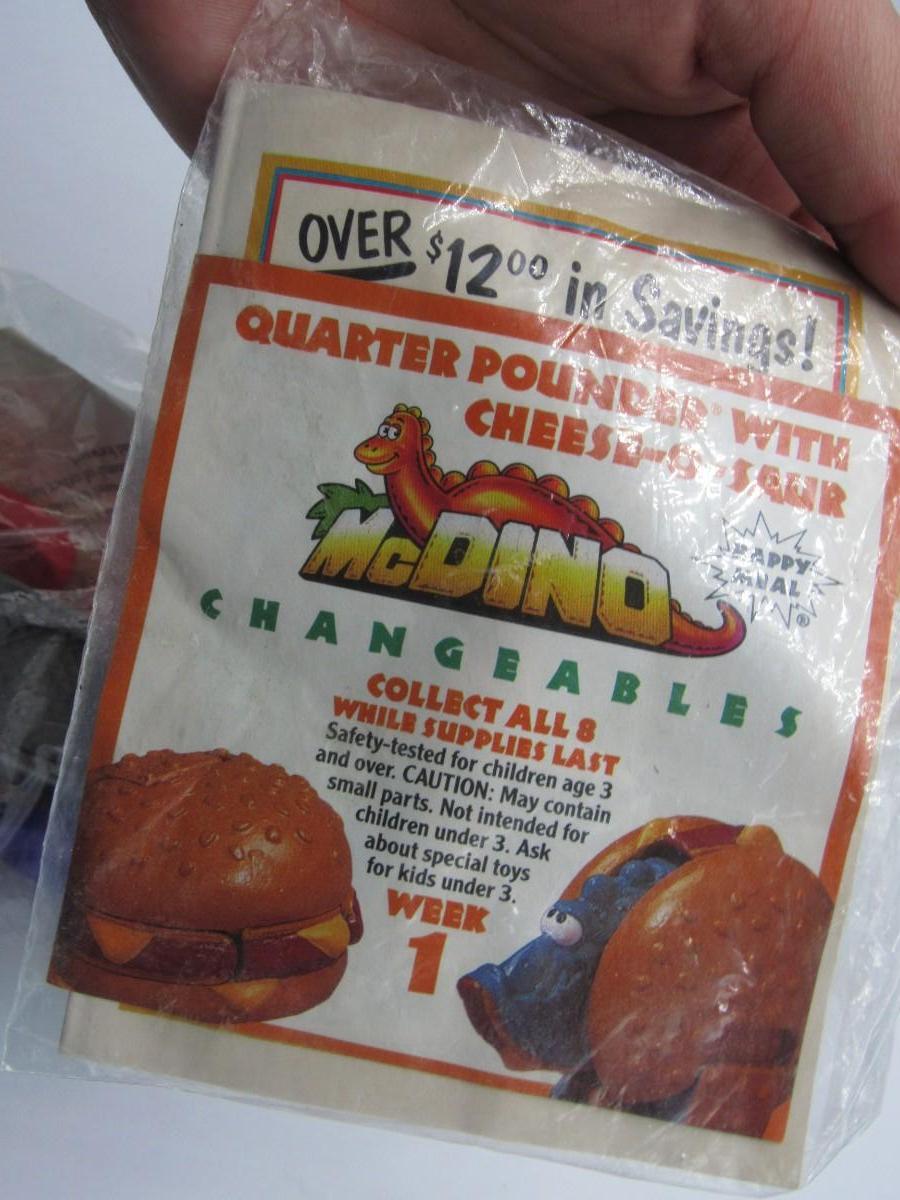 OVER $12⁰⁰ in Savings!
QUARTER POUNDER® WITH
CHEESE-O-SAUR
McDINO
HAPPY
MEAL ®
CHANGEABLES
COLLECT ALL 8
WHILE SUPPLIES LAST
Safety-tested for children age 3
and over. CAUTION: May contain
small parts. Not intended for
children under 3. Ask
about special toys
for kids under 3.
WEEK
1